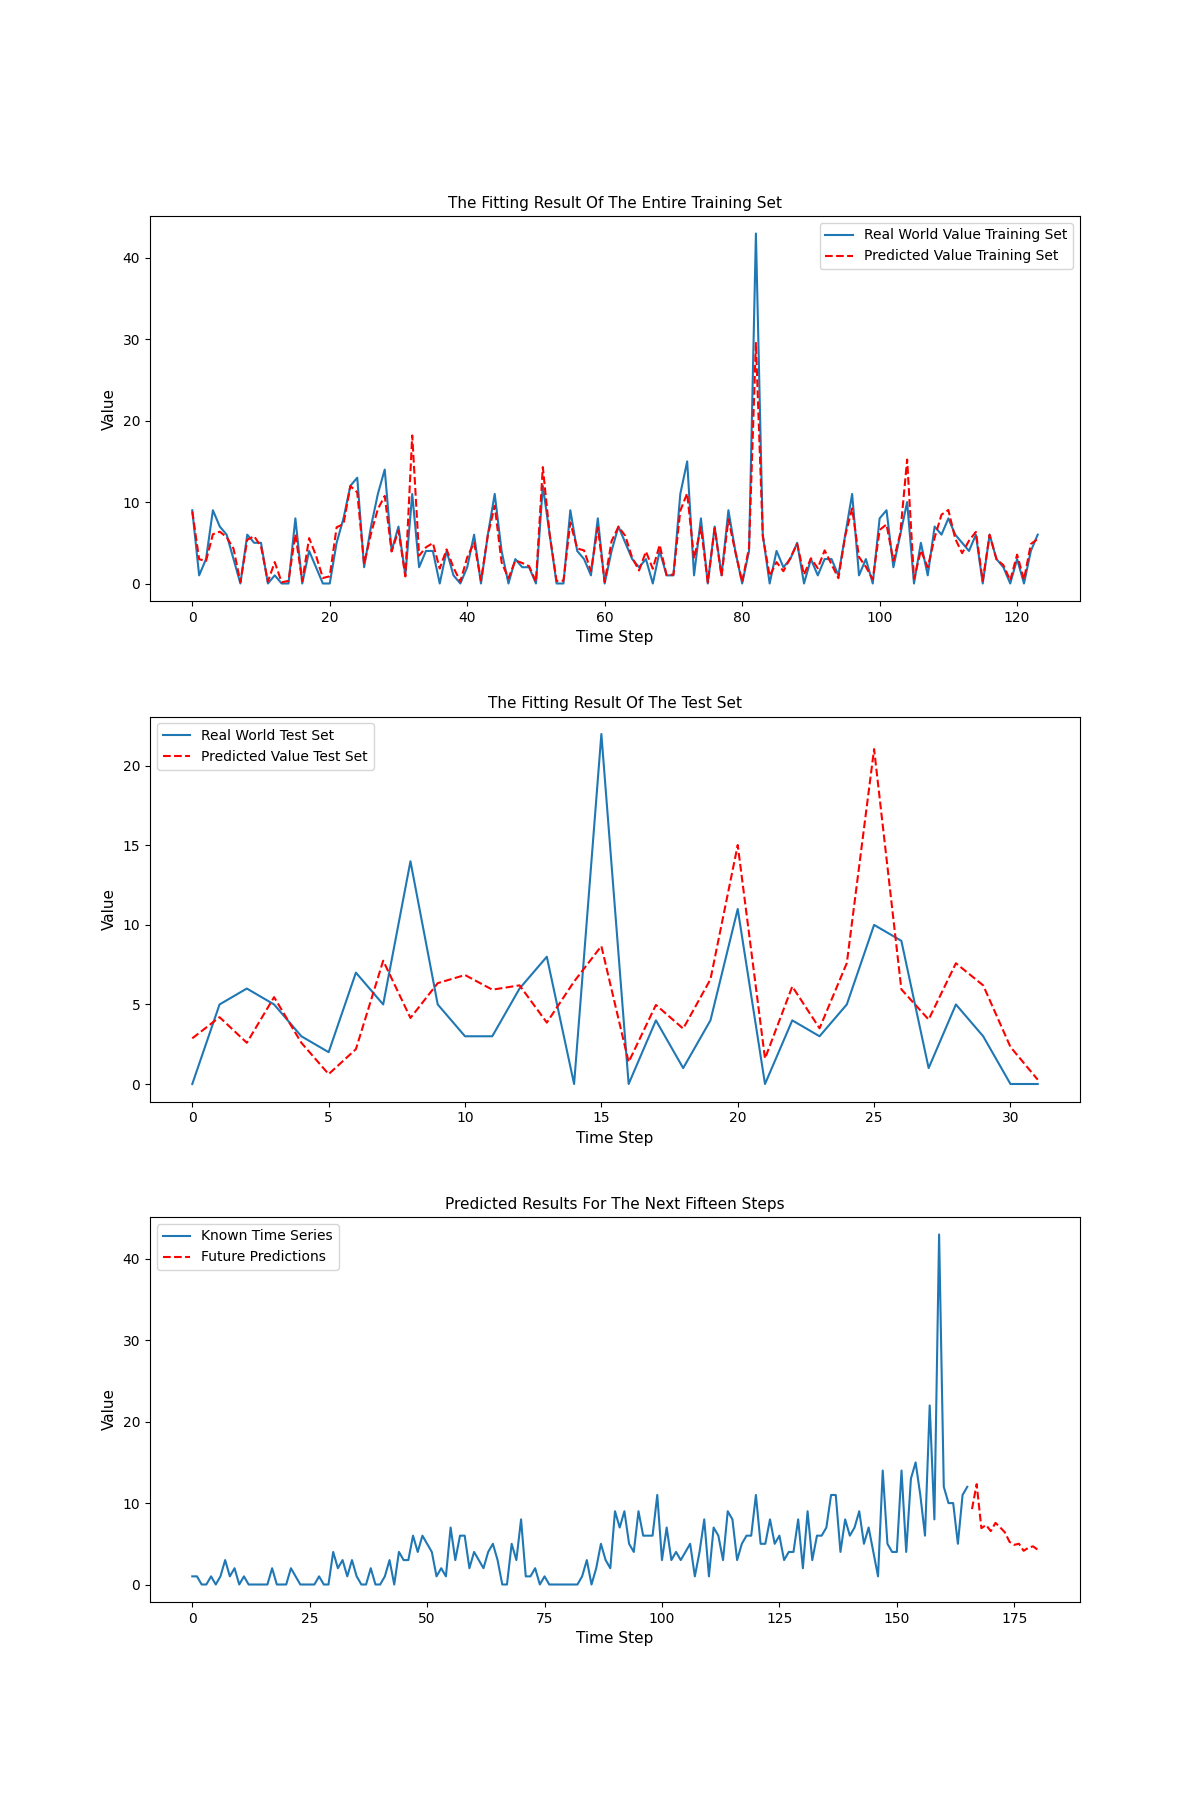 The Fitting Result Of The Entire Training Set
Real World Value Training Set
Predicted Value Training Set
Value
40
30
20
10
0
0 20 40 60 80 100 120
Time Step
The Fitting Result Of The Test Set
Real World Test Set
Predicted Value Test Set
Value
20
15
10
5
0
0 5 10 15 20 25 30
Time Step
Predicted Results For The Next Fifteen Steps
Known Time Series
Future Predictions
Value
40
30
20
10
0
0 25 50 75 100 125 150 175
Time Step